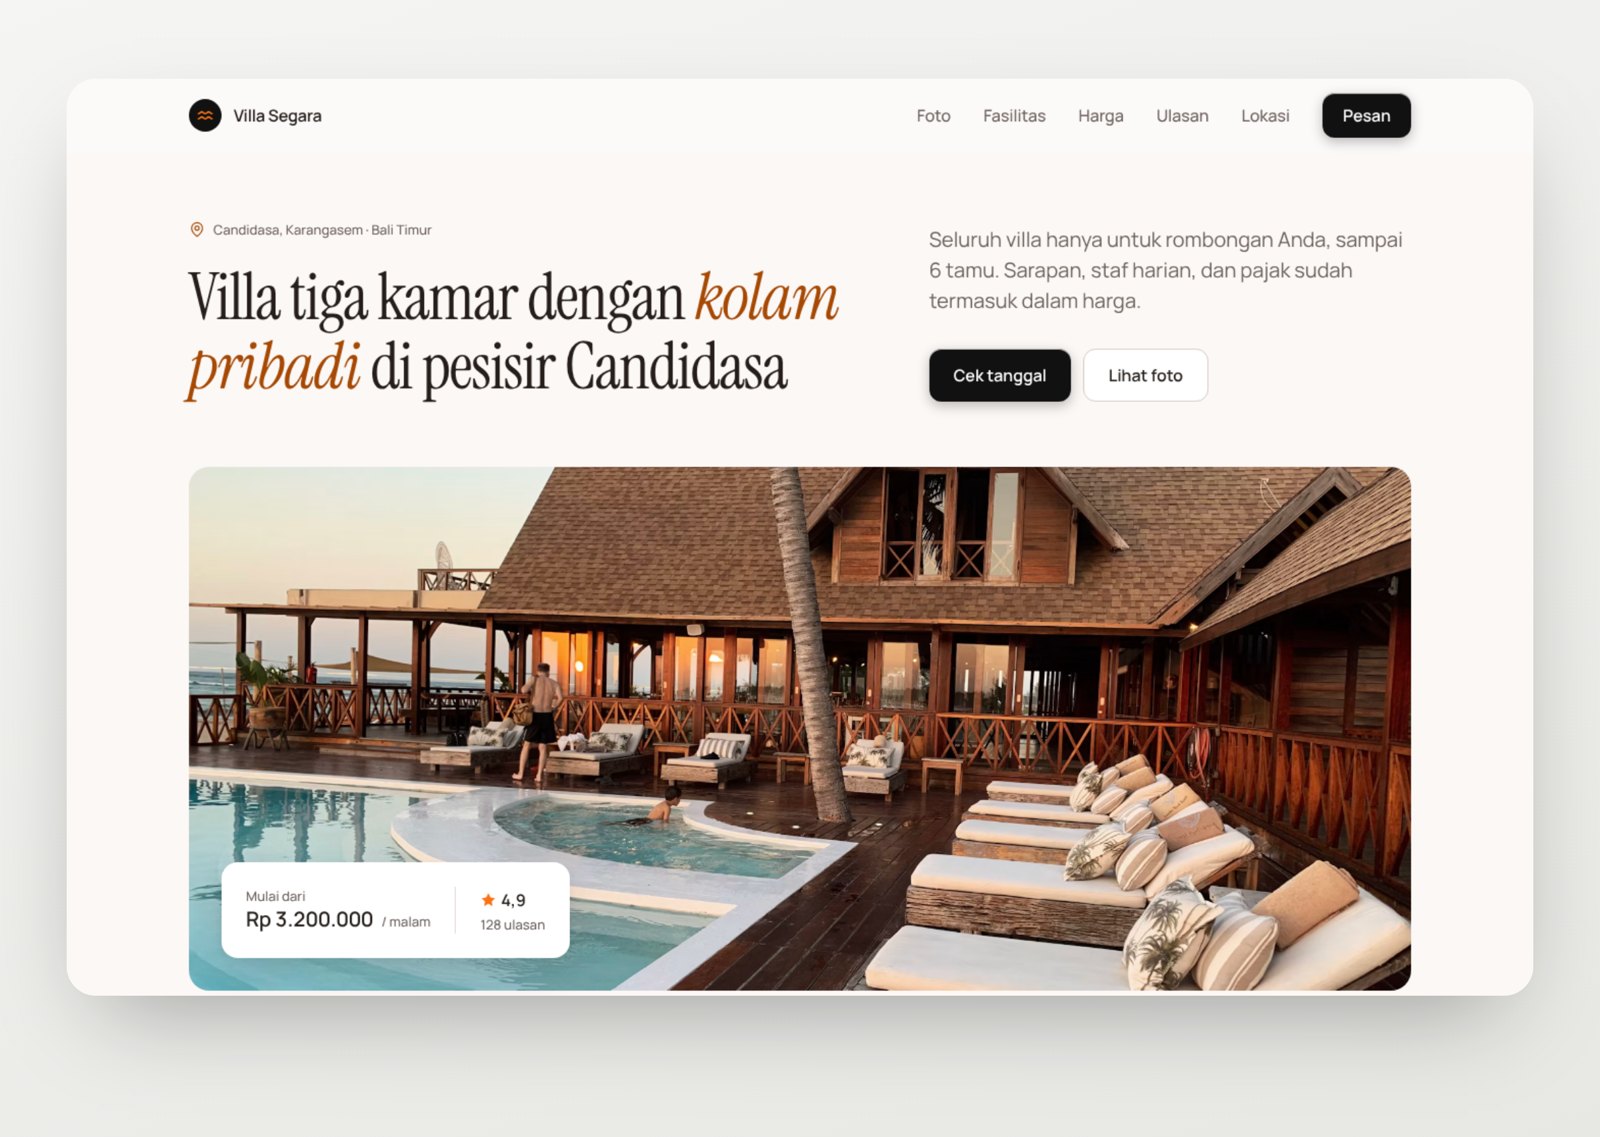 Villa Segara
Foto
Fasilitas
Harga
Ulasan
Lokasi
Pesan
Candidasa, Karangasem · Bali Timur
Villa tiga kamar dengan kolam
pribadi di pesisir Candidasa
Seluruh villa hanya untuk rombongan Anda, sampai
6 tamu. Sarapan, staf harian, dan pajak sudah
termasuk dalam harga.
Cek tanggal
Lihat foto
Mulai dari
Rp 3.200.000 / malam
4,9
128 ulasan